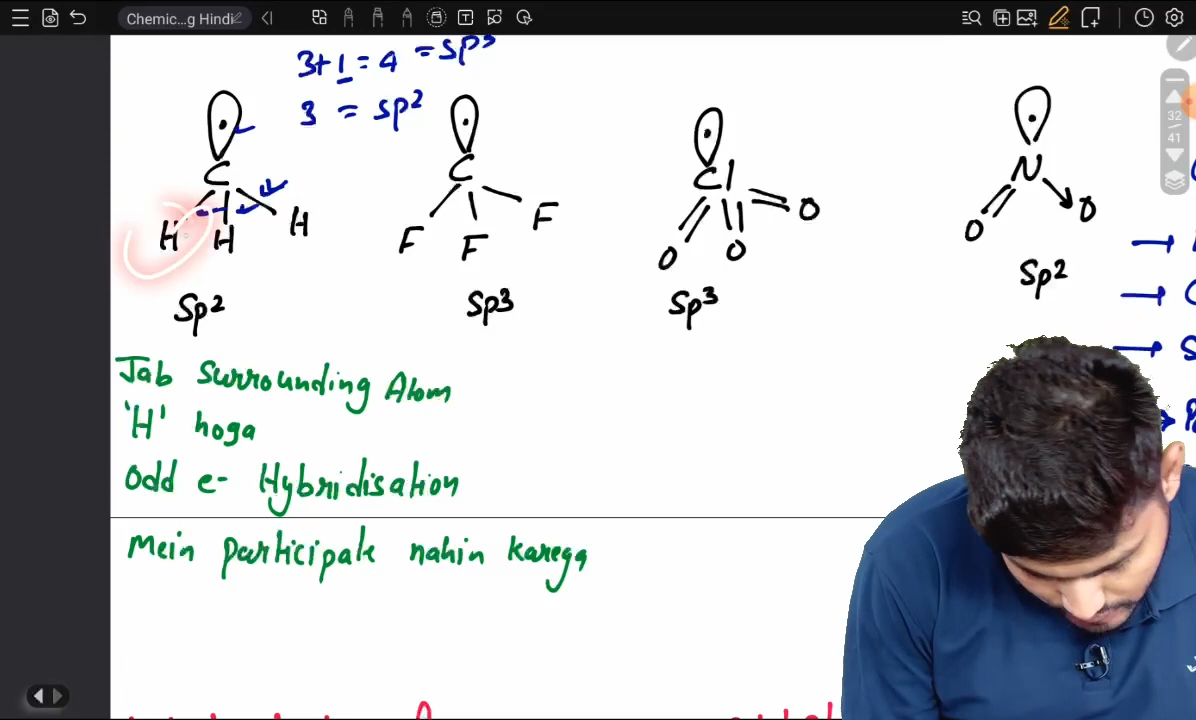 Chemic...g Hindi
3+1 = 4 = sp3
3 = sp2
32
41
C
H H H
Sp2
C
F F F
Sp3
Cl
O O O
Sp3
N
O O
Sp2
Jab Surrounding Atom
'H' hoga
Odd e- Hybridisation
Mein participate nahin karega